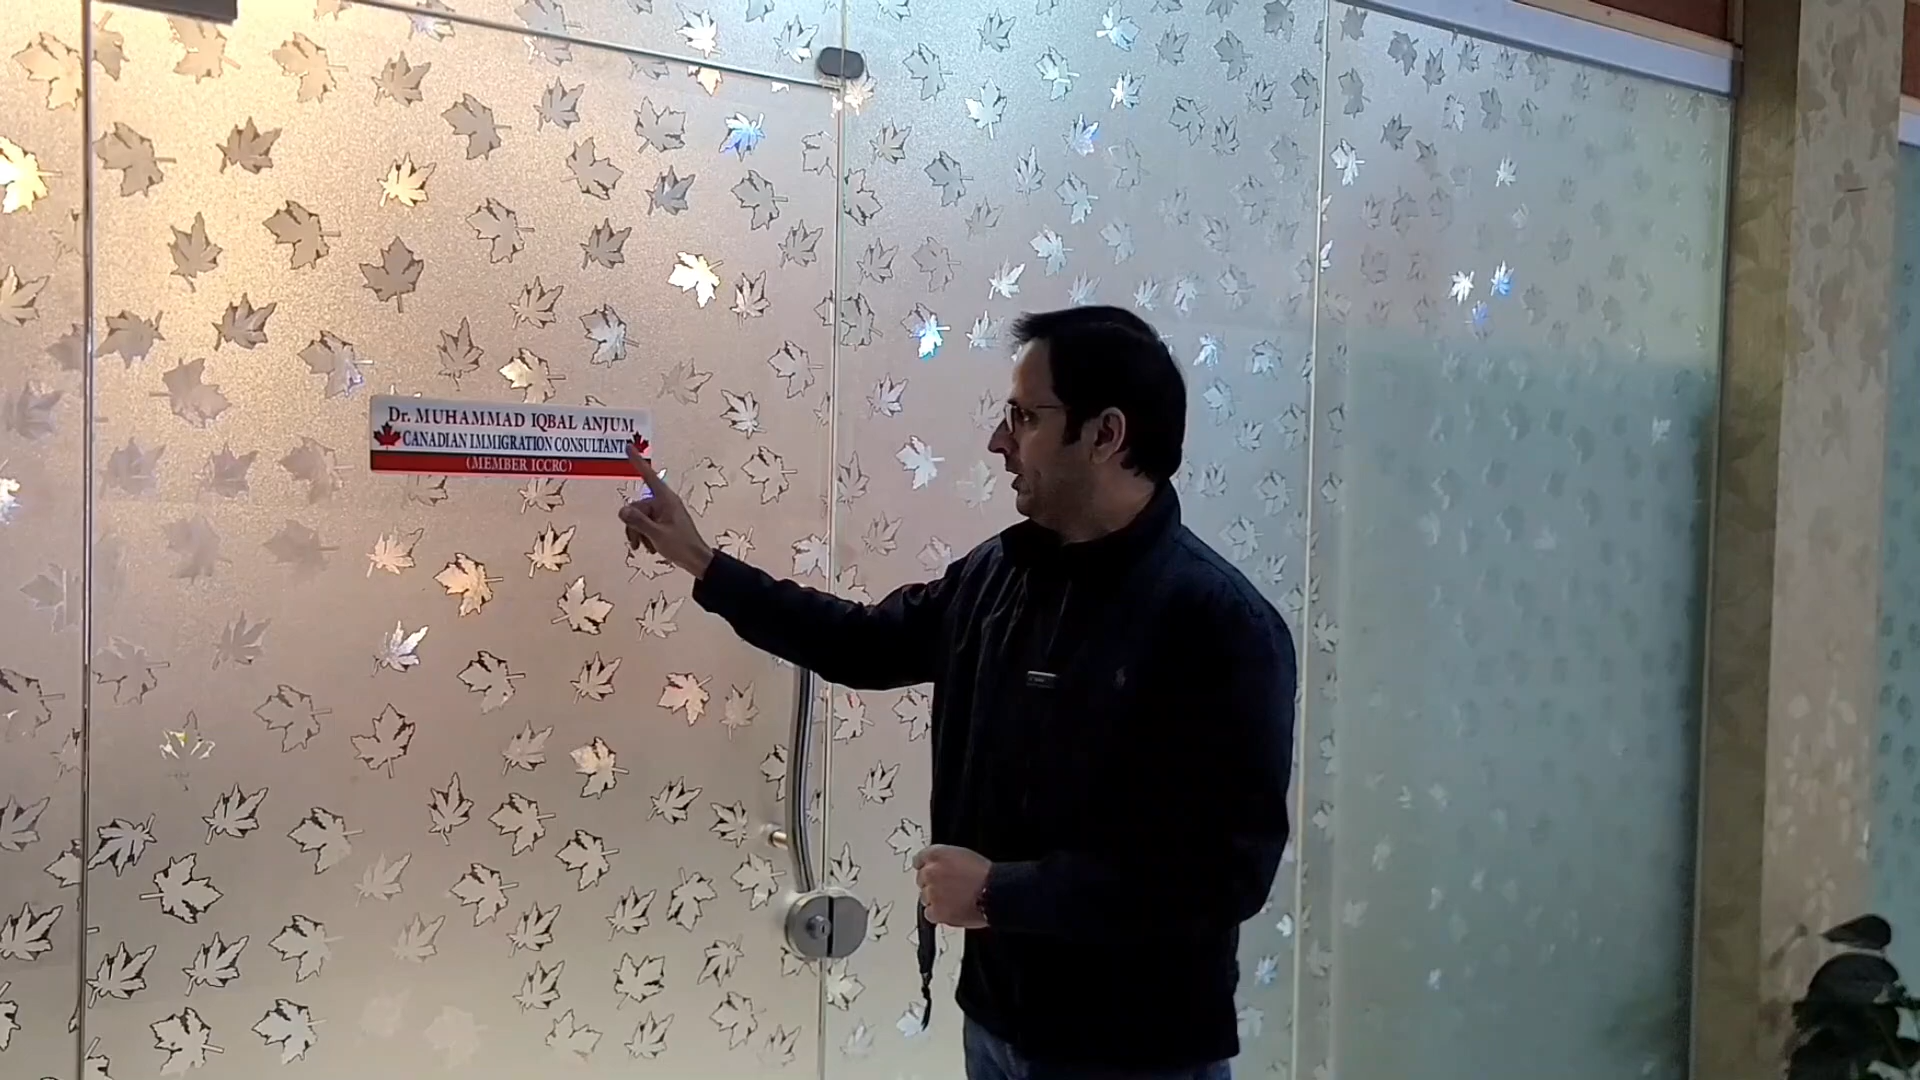 Dr. MUHAMMAD IQBAL ANJUM
CANADIAN IMMIGRATION CONSULTANT
(MEMBER ICCRC)